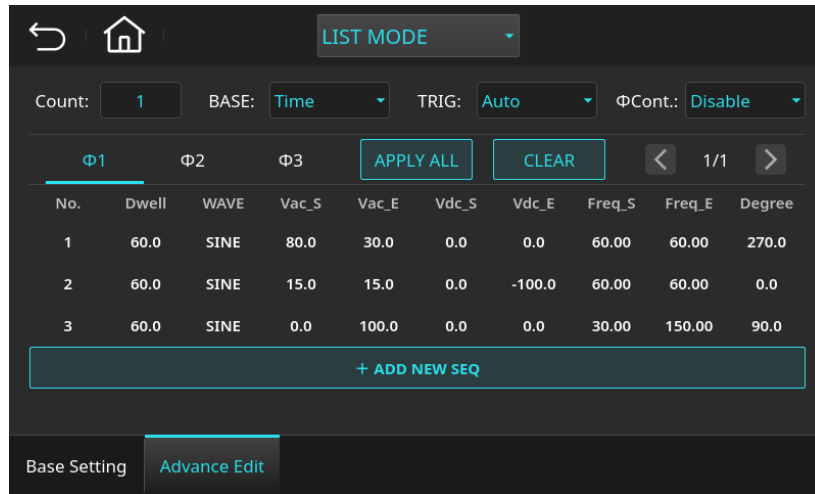 LIST MODE
Count: 1 BASE: Time TRIG: Auto ΦCont.: Disable
Φ1 Φ2 Φ3 APPLY ALL CLEAR 1/1
No. Dwell WAVE Vac_S Vac_E Vdc_S Vdc_E Freq_S Freq_E Degree
1 60.0 SINE 80.0 30.0 0.0 0.0 60.00 60.00 270.0
2 60.0 SINE 15.0 15.0 0.0 -100.0 60.00 60.00 0.0
3 60.0 SINE 0.0 100.0 0.0 0.0 30.00 150.00 90.0
+ ADD NEW SEQ
Base Setting Advance Edit